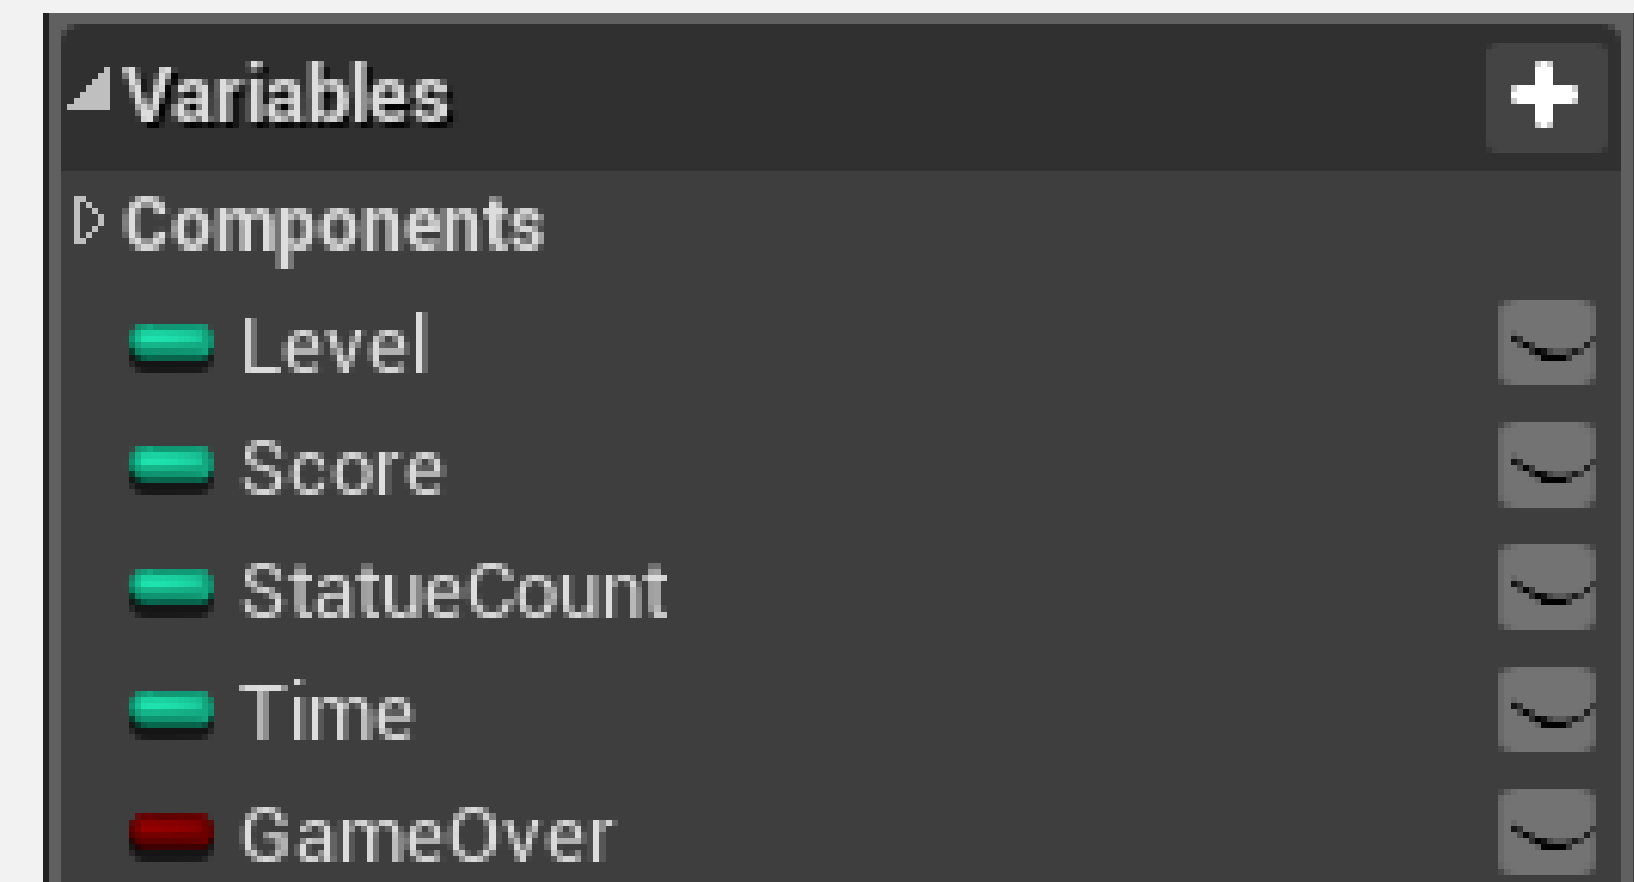 Variables
Components
Level
Score
StatueCount
Time
GameOver